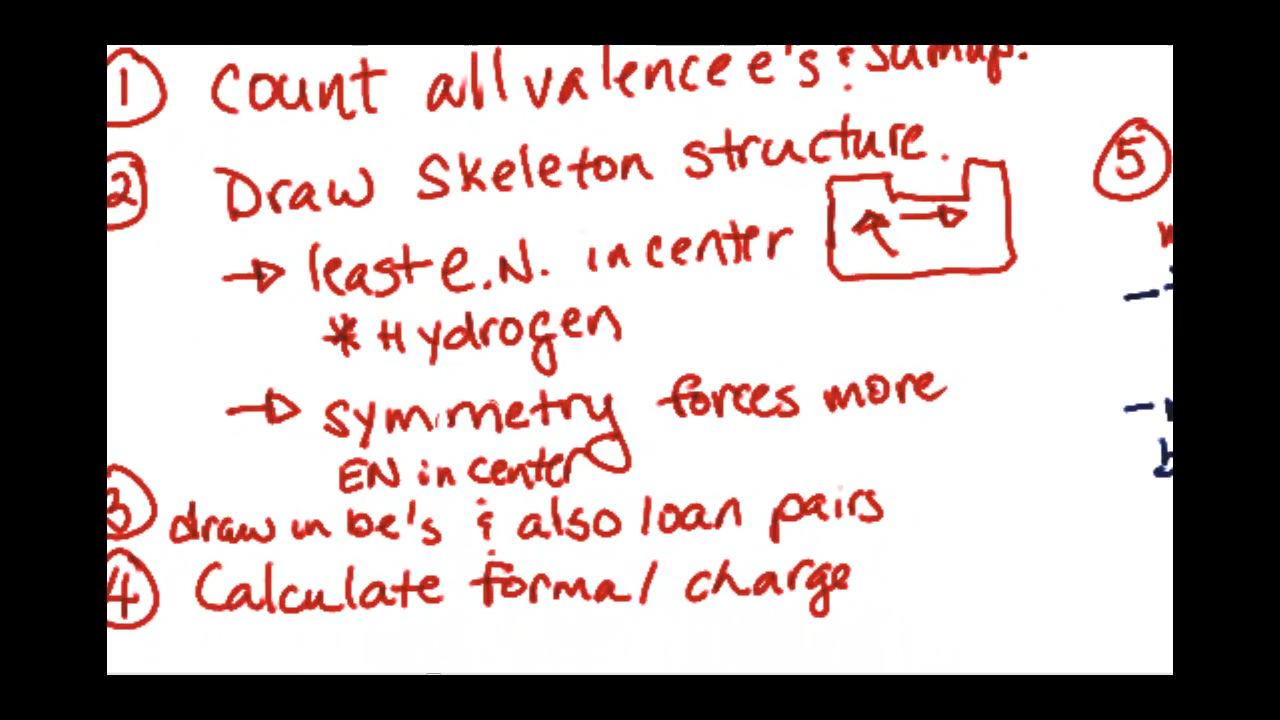 ① Count all valence e's & sum up.
② Draw Skeleton structure.
→ least e.N. in center
* Hydrogen
→ symmetry forces more
EN in center
③ draw in be's & also loan pairs
④ Calculate formal charge
⑤